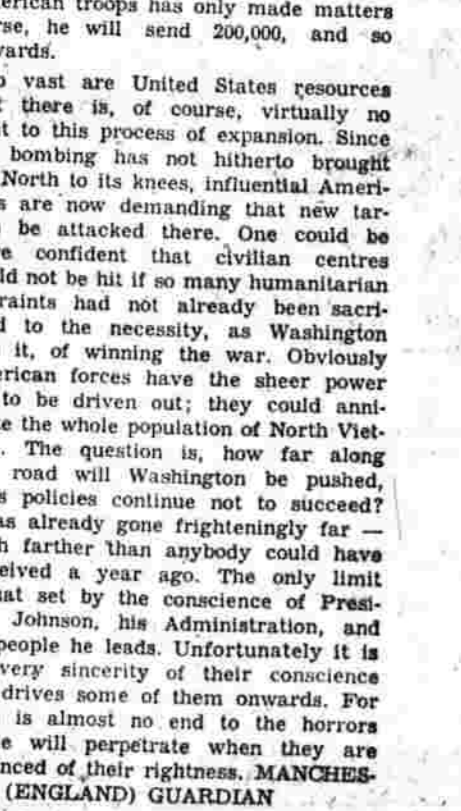 erican troops has only made matters
rse, he will send 200,000, and so
wards.
o vast are United States resources
t there is, of course, virtually no
t to this process of expansion. Since
bombing has not hitherto brought
North to its knees, influential Ameri-
s are now demanding that new tar-
be attacked there. One could be
e confident that civilian centres
ld not be hit if so many humanitarian
raints had not already been sacri-
d to the necessity, as Washington
it, of winning the war. Obviously
erican forces have the sheer power
to be driven out; they could anni-
e the whole population of North Viet-
. The question is, how far along
road will Washington be pushed,
s policies continue not to succeed?
as already gone frighteningly far —
h farther than anybody could have
eived a year ago. The only limit
at set by the conscience of Presi-
Johnson, his Administration, and
people he leads. Unfortunately it is
very sincerity of their conscience
drives some of them onwards. For
is almost no end to the horrors
e will perpetrate when they are
nced of their rightness. MANCHES-
(ENGLAND) GUARDIAN